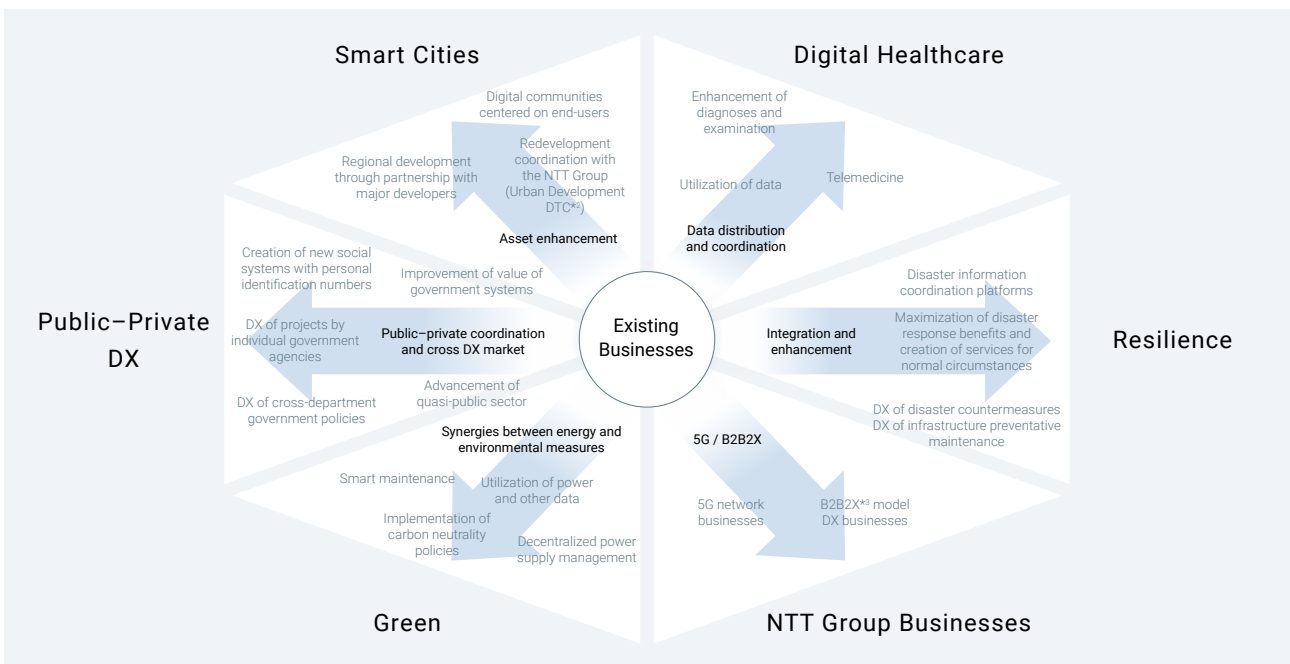 Smart Cities
Digital communities
centered on end-users
Redevelopment
coordination with
the NTT Group
(Urban Development
DTC*²)
Regional development
through partnership with
major developers
Asset enhancement
Digital Healthcare
Enhancement of
diagnoses and
examination
Utilization of data
Telemedicine
Data distribution
and coordination
Public–Private
DX
Creation of new social
systems with personal
identification numbers
Improvement of value of
government systems
DX of projects by
individual government
agencies
Public–private coordination
and cross DX market
DX of cross-department
government policies
Advancement of
quasi-public sector
Existing
Businesses
Resilience
Disaster information
coordination platforms
Integration and
enhancement
Maximization of disaster
response benefits and
creation of services for
normal circumstances
DX of disaster countermeasures
DX of infrastructure preventative
maintenance
Synergies between energy and
environmental measures
Smart maintenance
Utilization of power
and other data
Implementation of
carbon neutrality
policies
Decentralized power
supply management
Green
5G / B2B2X
5G network
businesses
B2B2X*³ model
DX businesses
NTT Group Businesses